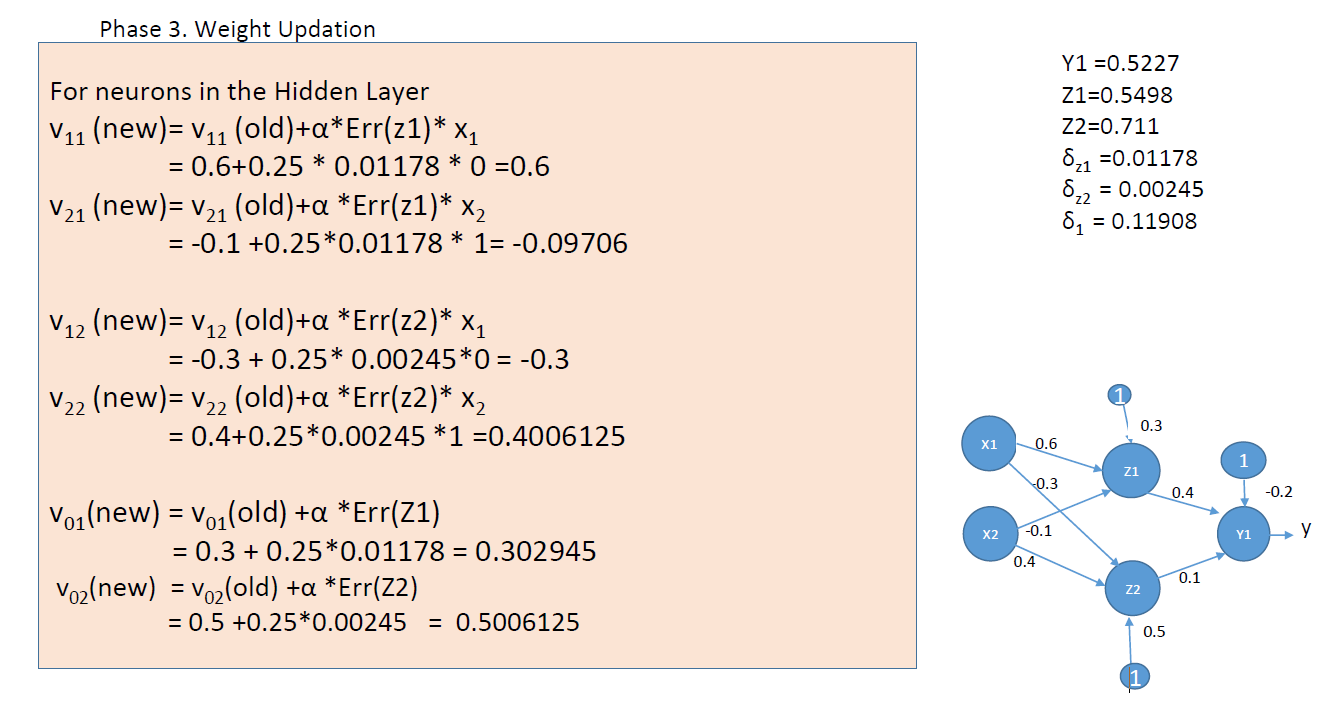 Phase 3. Weight Updation
For neurons in the Hidden Layer
v₁₁ (new)= v₁₁ (old)+α*Err(z1)* x₁
= 0.6+0.25 * 0.01178 * 0 =0.6
v₂₁ (new)= v₂₁ (old)+α *Err(z1)* x₂
= -0.1 +0.25*0.01178 * 1= -0.09706
v₁₂ (new)= v₁₂ (old)+α *Err(z2)* x₁
= -0.3 + 0.25* 0.00245*0 = -0.3
v₂₂ (new)= v₂₂ (old)+α *Err(z2)* x₂
= 0.4+0.25*0.00245 *1 =0.4006125
v₀₁(new) = v₀₁(old) +α *Err(Z1)
= 0.3 + 0.25*0.01178 = 0.302945
v₀₂(new) = v₀₂(old) +α *Err(Z2)
= 0.5 +0.25*0.00245 = 0.5006125
Y1 =0.5227
Z1=0.5498
Z2=0.711
δz1 =0.01178
δz2 = 0.00245
δ₁ = 0.11908
1
0.3
X1
0.6
Z1
1
-0.3
0.4
-0.2
X2
-0.1
Y1
y
0.4
0.1
Z2
0.5
1